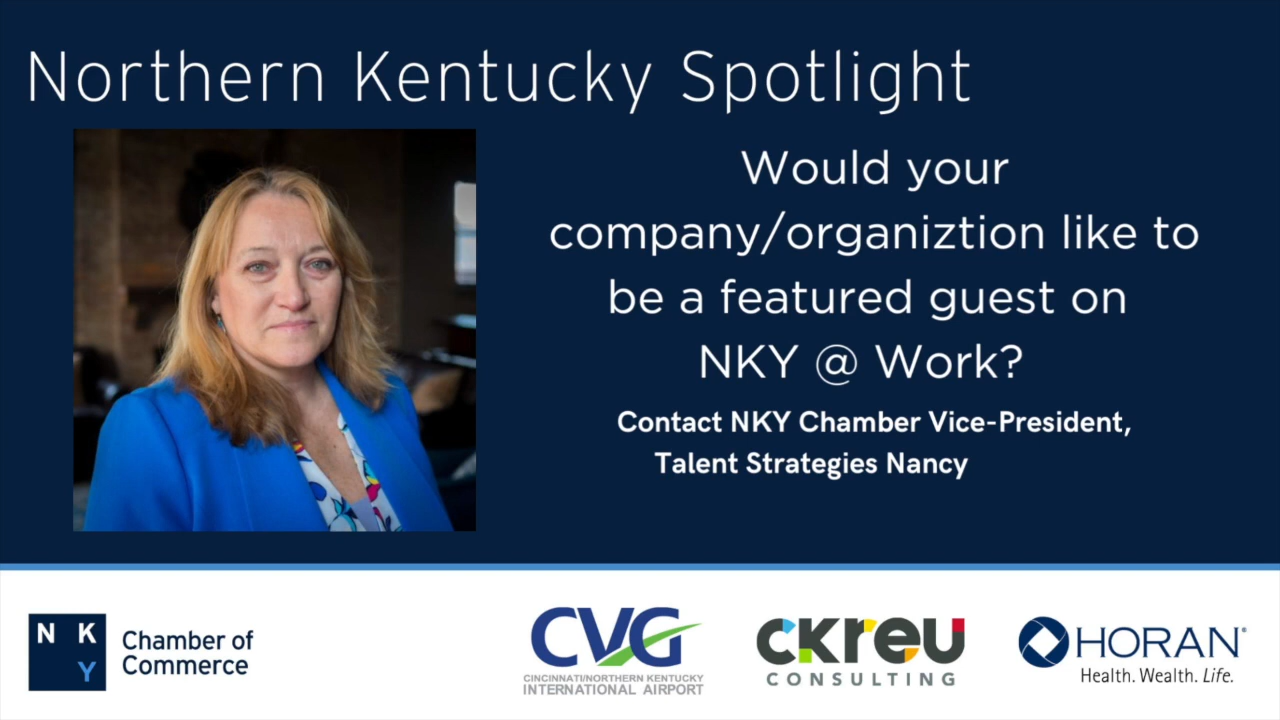 Northern Kentucky Spotlight
Would your
company/organiztion like to
be a featured guest on
NKY @ Work?
Contact NKY Chamber Vice-President,
Talent Strategies Nancy
N K
Y
Chamber of
Commerce
CVG
CINCINNATI/NORTHERN KENTUCKY
INTERNATIONAL AIRPORT
ckreu
CONSULTING
HORAN®
Health. Wealth. Life.